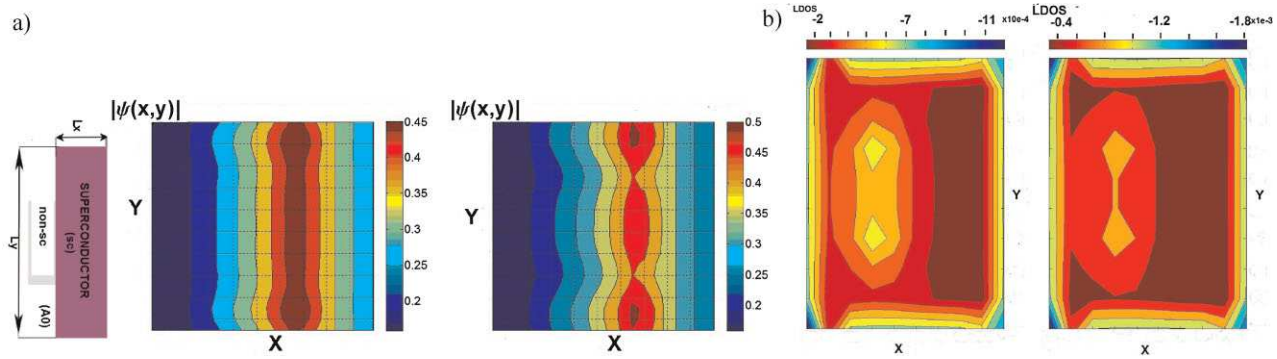 a)
Lx
Ly
non-sc
(A0)
SUPERCONDUCTOR
(sc)
|ψ(x,y)|
Y
X
0.45
0.4
0.35
0.3
0.25
0.2
|ψ(x,y)|
Y
X
0.5
0.45
0.4
0.35
0.3
0.25
0.2
b)
LDOS
-2 -7 -11 x10e-4
Y
X
LDOS
-0.4 -1.2 -1.8x1e-3
Y
X